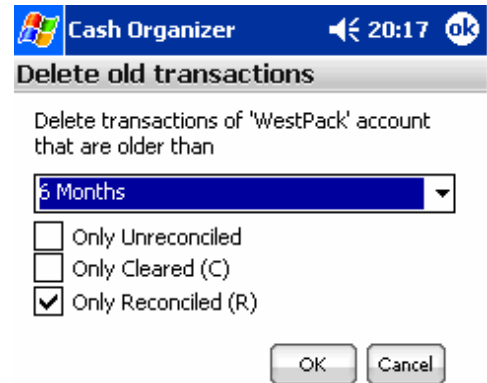 Cash Organizer 20:17 ok
Delete old transactions
Delete transactions of 'WestPack' account
that are older than
6 Months
Only Unreconciled
Only Cleared (C)
Only Reconciled (R)
OK Cancel